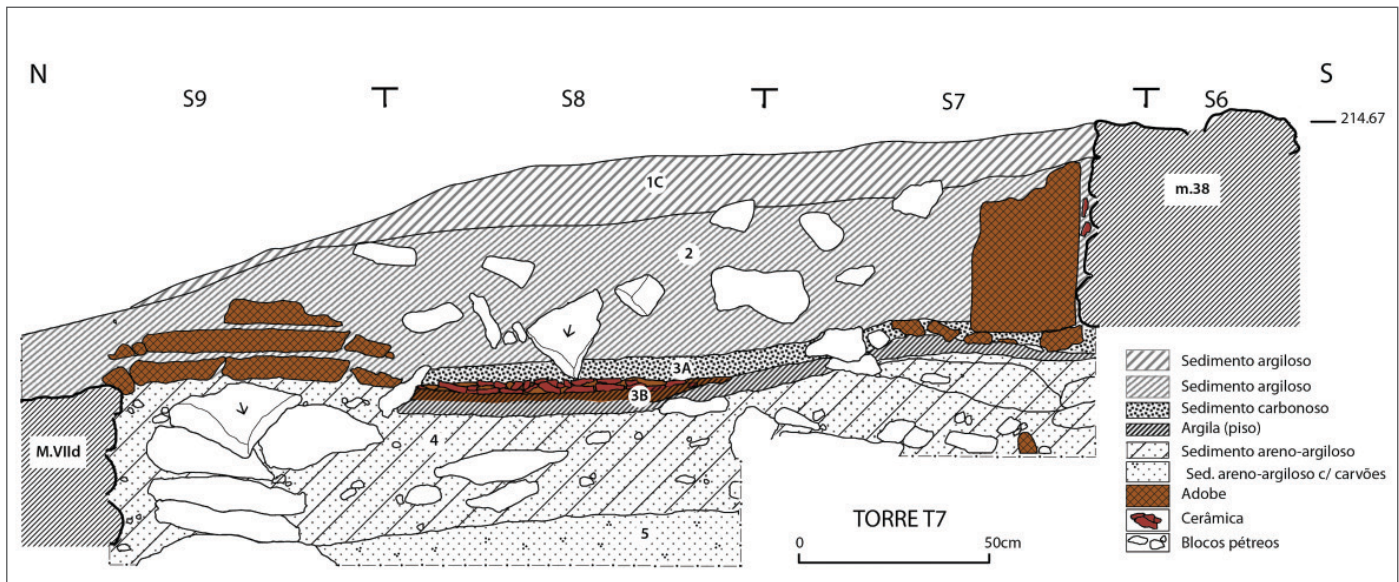 N
S
S9
S8
S7
S6
214.67
1C
m.38
2
3A
3B
M.VIId
4
5
TORRE T7
0
50cm
Sedimento argiloso
Sedimento argiloso
Sedimento carbonoso
Argila (piso)
Sedimento areno-argiloso
Sed. areno-argiloso c/ carvões
Adobe
Cerâmica
Blocos pétreos